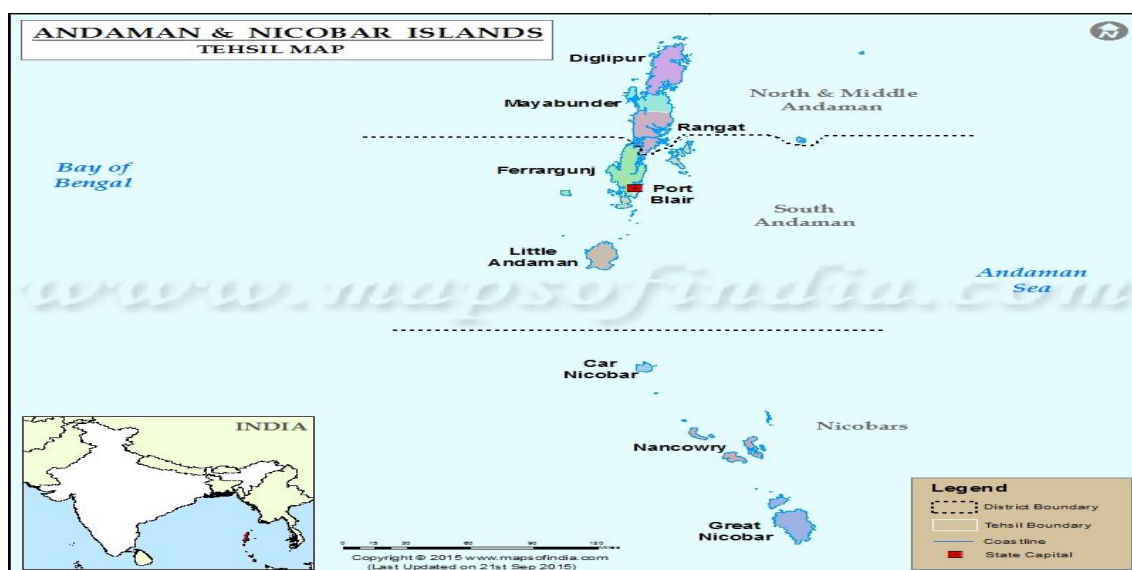 ANDAMAN & NICOBAR ISLANDS
TEHSIL MAP
N
Diglipur
North & Middle
Andaman
Mayabunder
Rangat
Bay of
Bengal
Ferrargunj
Port
Blair
South
Andaman
Little
Andaman
Andaman
Sea
www.mapsofindia.com
Car
Nicobar
INDIA
Nicobars
Nancowry
Great
Nicobar
Legend
District Boundary
Tehsil Boundary
Coastline
State Capital
Copyright © 2015 www.mapsofindia.com
(Last Updated on 21st Sep 2015)